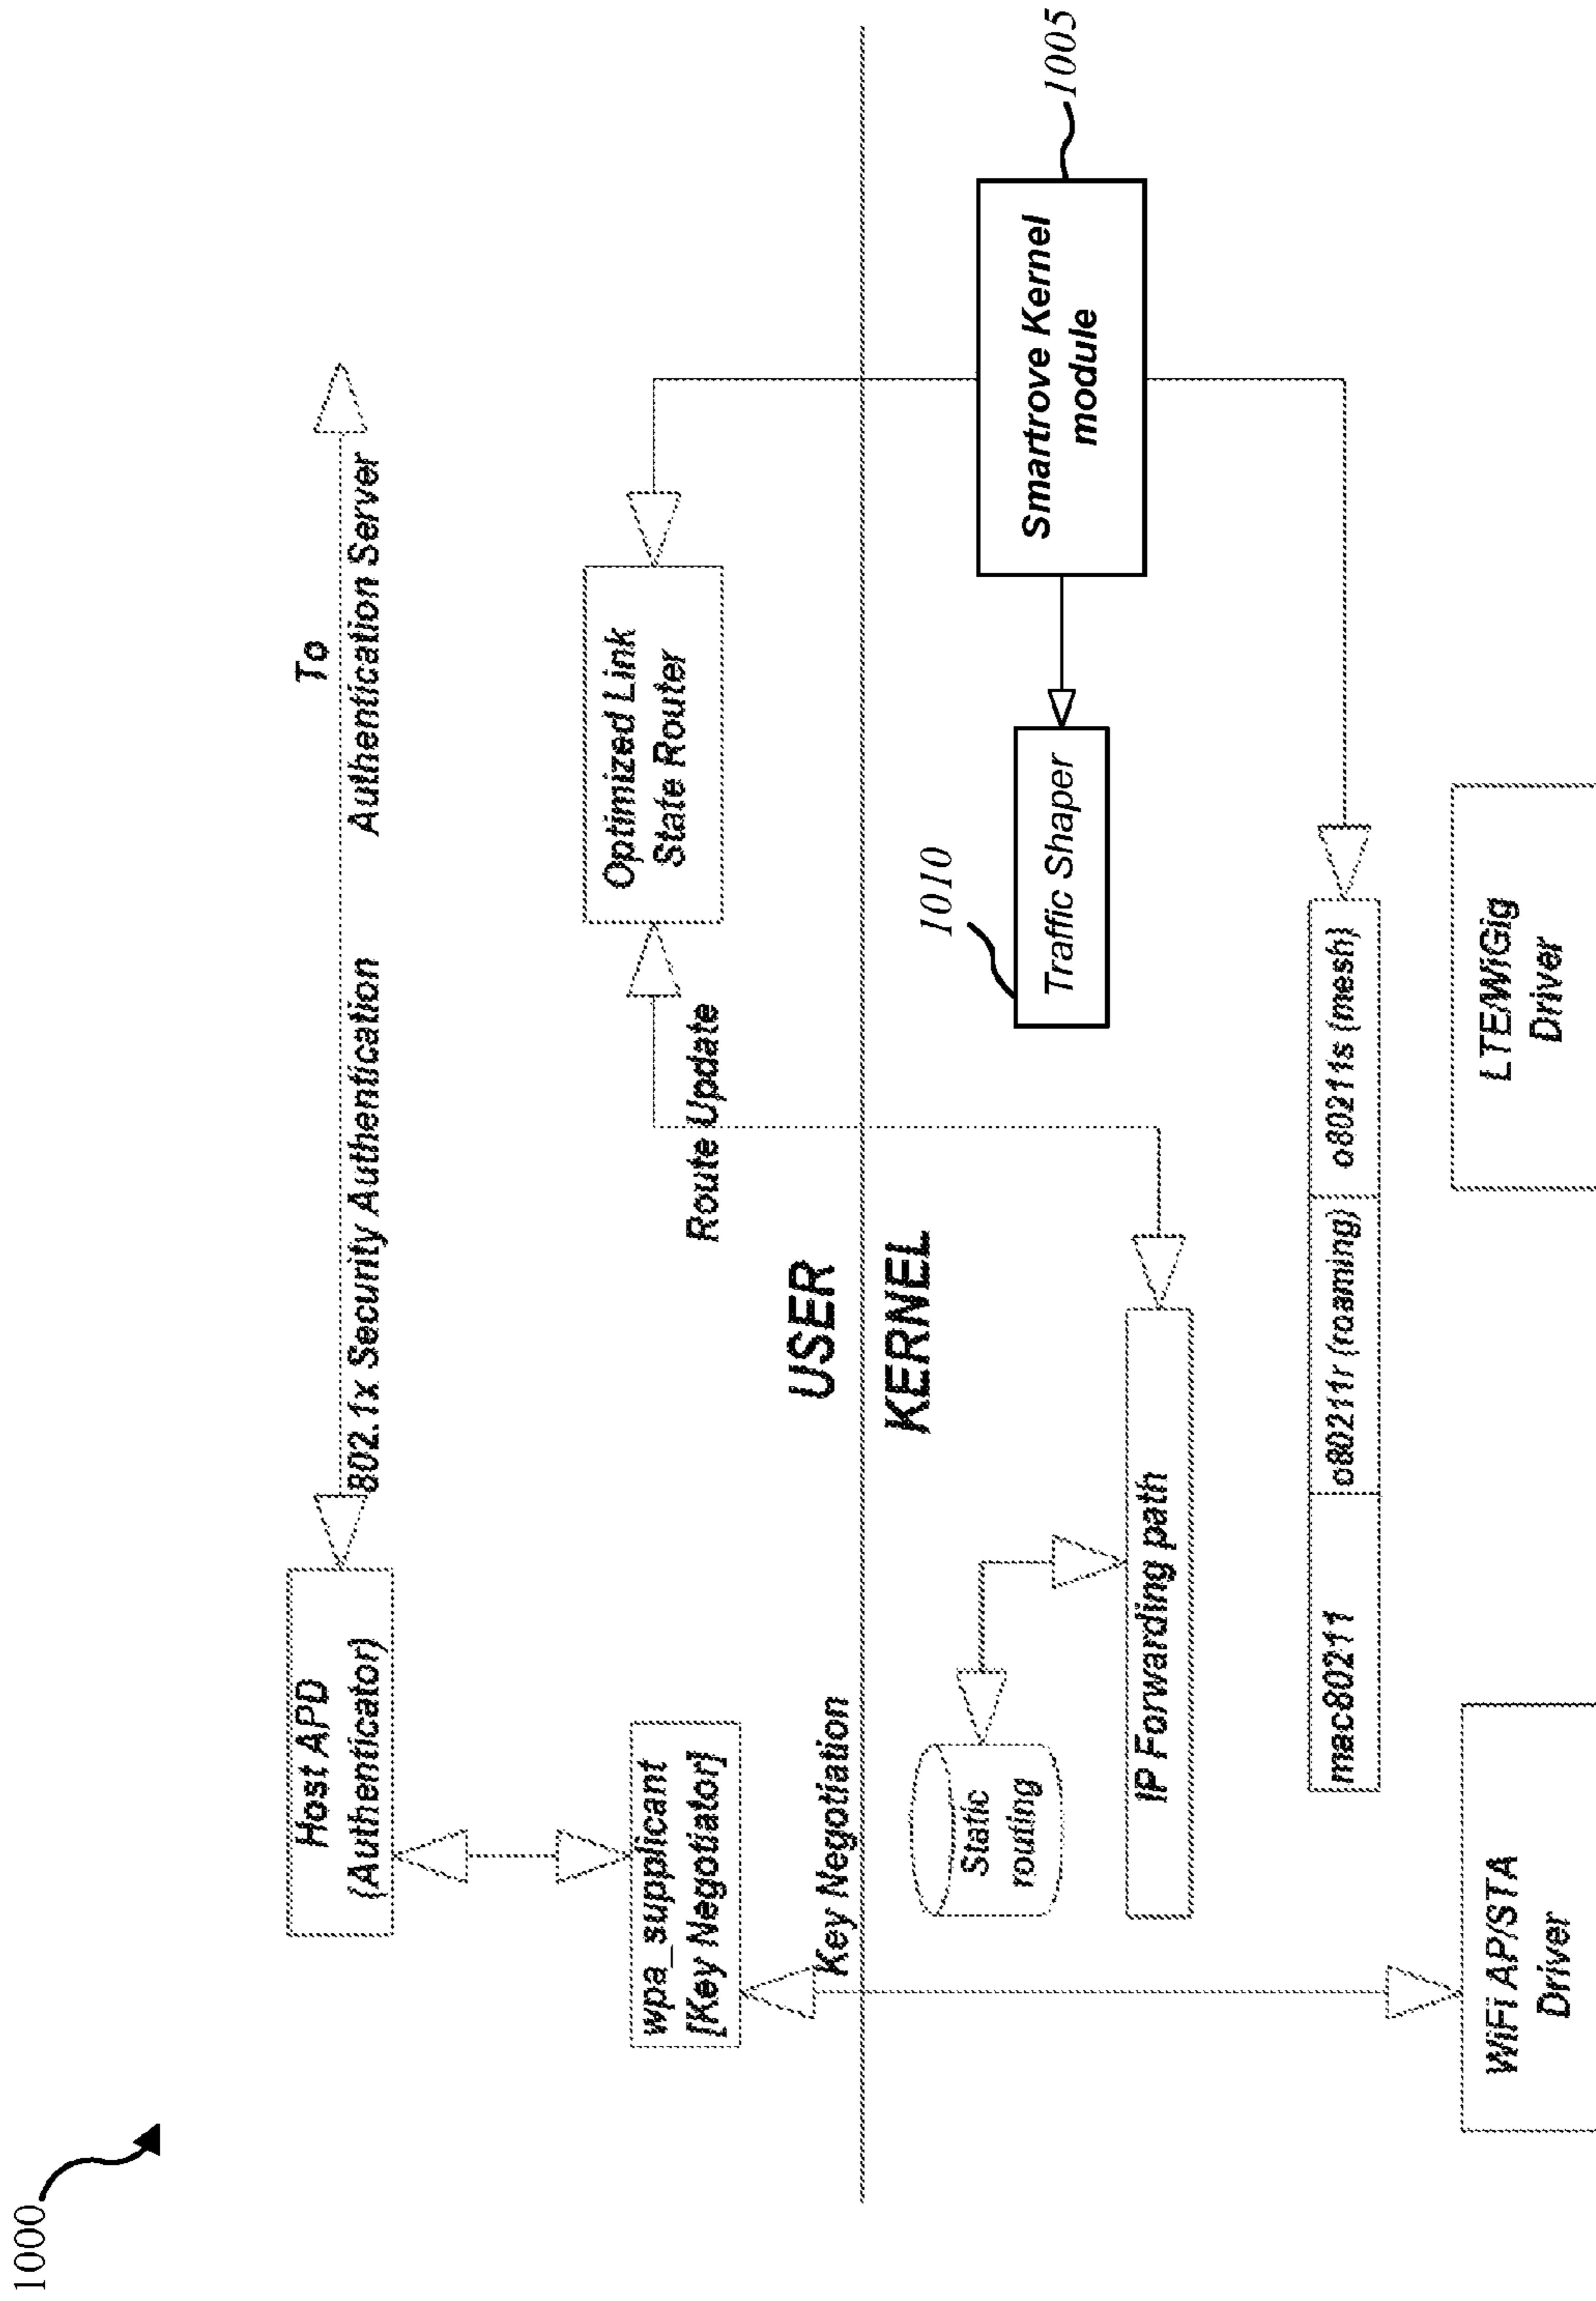 1000
To
Authentication Server
802.1x Security Authentication
Host APD
(Authenticator)
Optimized Link
State Router
Route Update
wpa_supplicant
[Key Negotiator]
Key Negotiation
USER
KERNEL
Static
routing
IP Forwarding path
1010
Traffic Shaper
Smartrove Kernel
module
1005
mac80211
o80211r (roaming)
o80211s (mesh)
WiFi AP/STA
Driver
LTE/WiGig
Driver